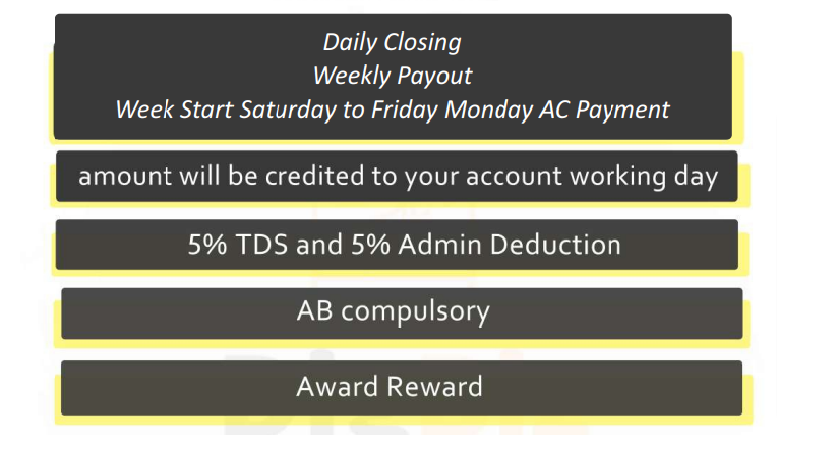 Daily Closing
Weekly Payout
Week Start Saturday to Friday Monday AC Payment
amount will be credited to your account working day
5% TDS and 5% Admin Deduction
AB compulsory
Award Reward